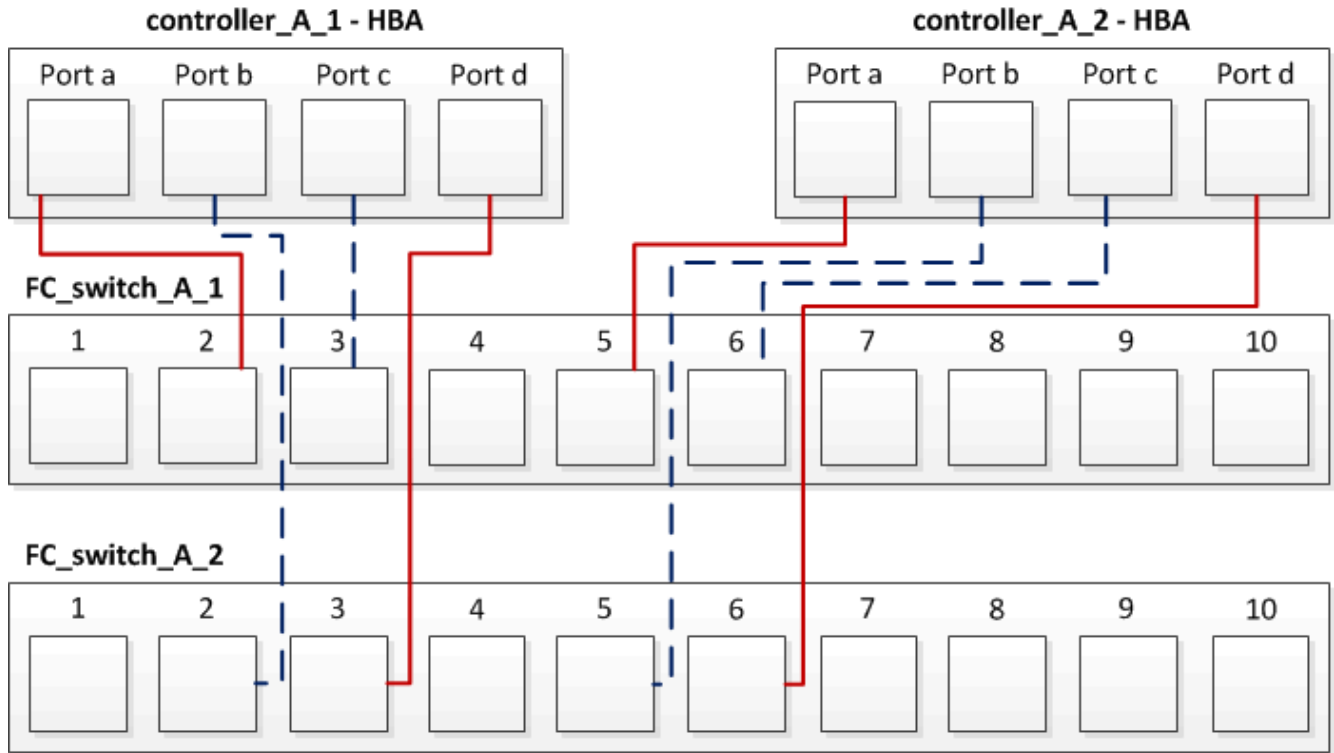 controller_A_1 - HBA
controller_A_2 - HBA
Port a Port b Port c Port d
Port a Port b Port c Port d
FC_switch_A_1
1 2 3 4 5 6 7 8 9 10
FC_switch_A_2
1 2 3 4 5 6 7 8 9 10